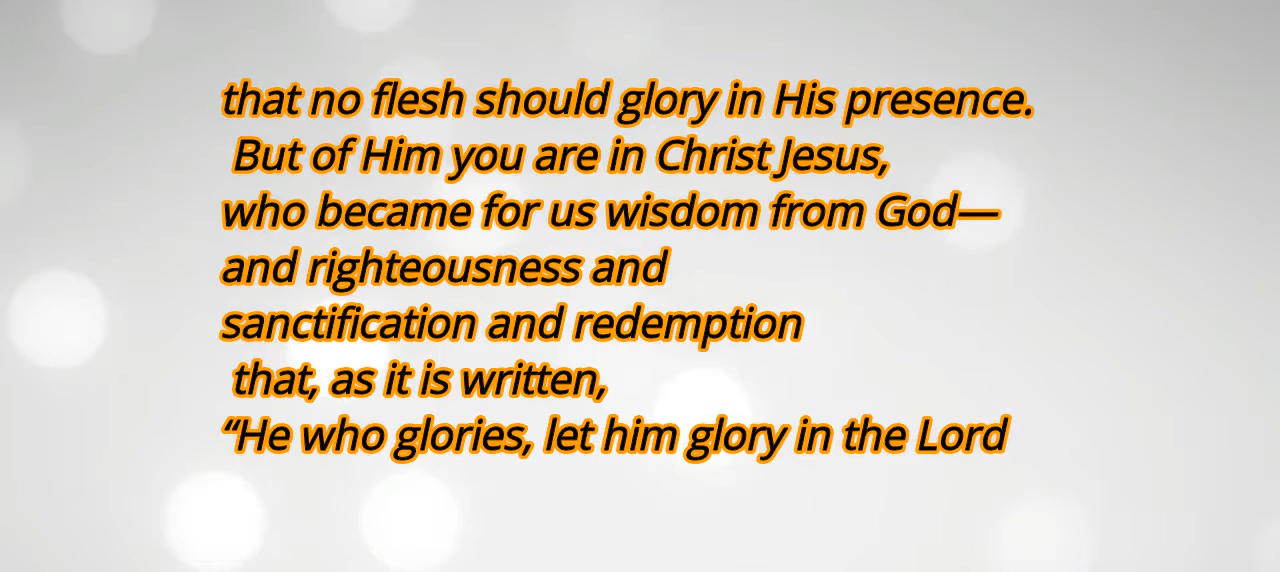 that no flesh should glory in His presence.
But of Him you are in Christ Jesus,
who became for us wisdom from God—
and righteousness and
sanctification and redemption
that, as it is written,
“He who glories, let him glory in the Lord